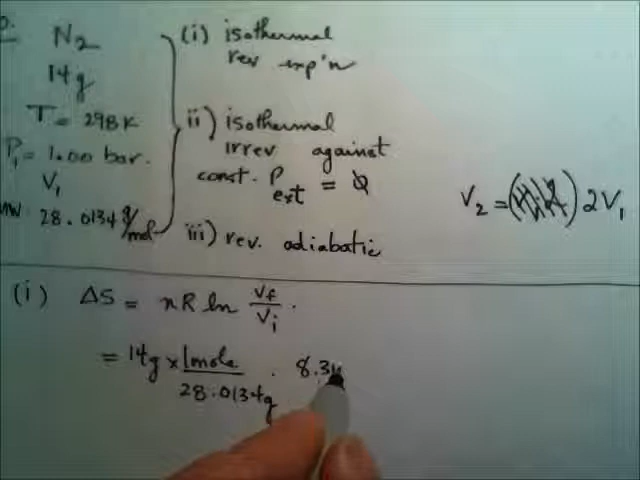 N2
14g
T = 298K
P1 = 1.00 bar.
V1
MW 28.0134 g/mol
(i) isothermal
rev exp'n
ii) isothermal
irrev against
const. Pext = 0
iii) rev. adiabatic
V2 = ( ) 2V1
(i) ΔS = nR ln Vf/Vi .
= 14g × 1mole/28.0134g . 8.31